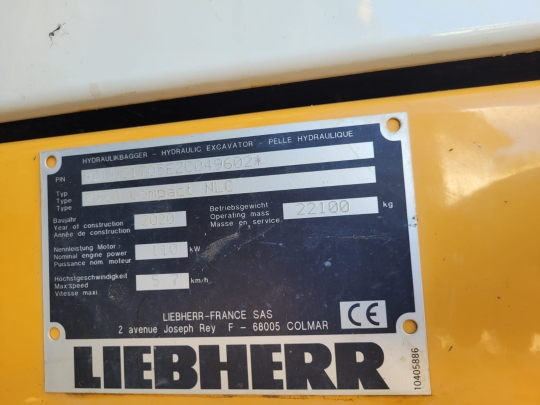 HYDRAULIKBAGGER - HYDRAULIC EXCAVATOR - PELLE HYDRAULIQUE
PIN
Typ
Type NLC
Type
Baujahr
Year of construction
Année de construction
Betriebsgewicht
Operating mass 22100 kg
Masse en service
Nennleistung Motor:
Nominal engine power kW
Puissance nom moteur
Höchstgeschwindigkeit
Max speed km/h
Vitesse maxi
LIEBHERR-FRANCE SAS
2 avenue Joseph Rey F - 68005 COLMAR
CE
LIEBHERR
10405886